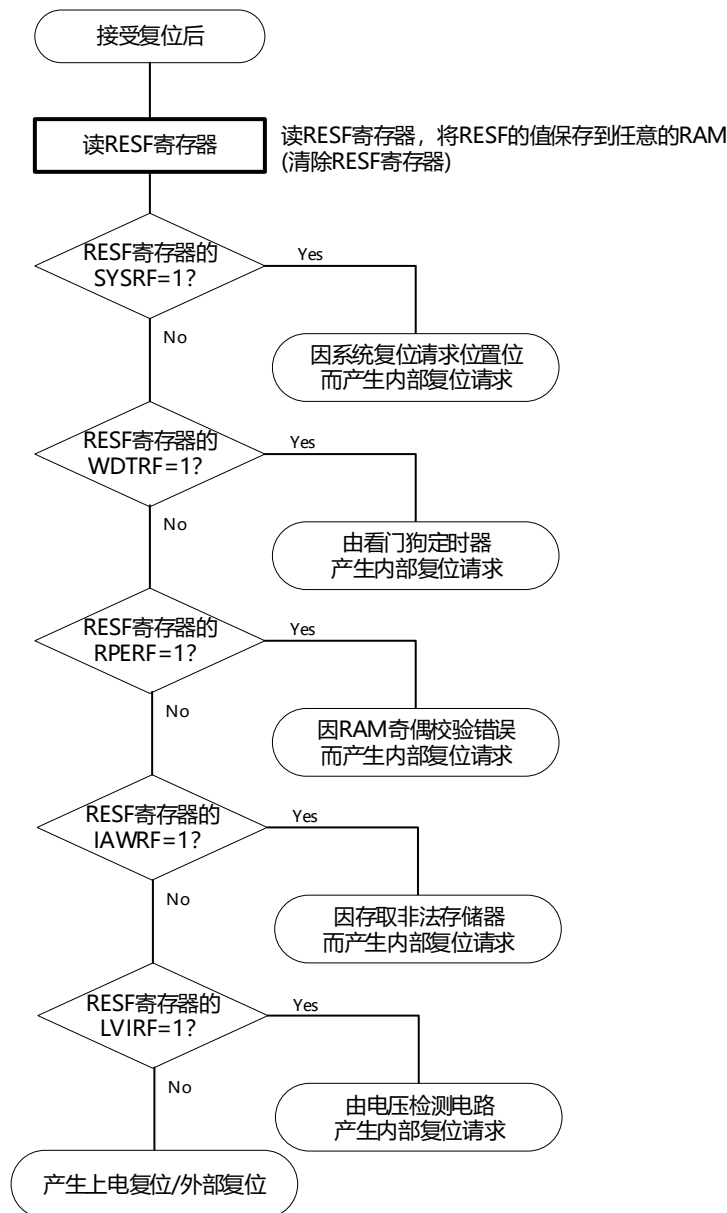 接受复位后
读RESF寄存器
读RESF寄存器，将RESF的值保存到任意的RAM
(清除RESF寄存器)
RESF寄存器的
SYSRF=1?
Yes
No
因系统复位请求位置位
而产生内部复位请求
RESF寄存器的
WDTRF=1?
Yes
No
由看门狗定时器
产生内部复位请求
RESF寄存器的
RPERF=1?
Yes
No
因RAM奇偶校验错误
而产生内部复位请求
RESF寄存器的
IAWRF=1?
Yes
No
因存取非法存储器
而产生内部复位请求
RESF寄存器的
LVIRF=1?
Yes
No
由电压检测电路
产生内部复位请求
产生上电复位/外部复位